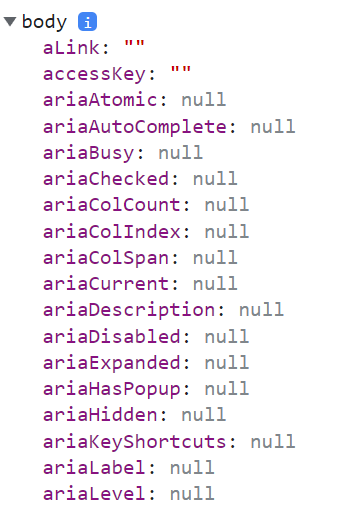 body i
aLink: ""
accessKey: ""
ariaAtomic: null
ariaAutoComplete: null
ariaBusy: null
ariaChecked: null
ariaColCount: null
ariaColIndex: null
ariaColSpan: null
ariaCurrent: null
ariaDescription: null
ariaDisabled: null
ariaExpanded: null
ariaHasPopup: null
ariaHidden: null
ariaKeyShortcuts: null
ariaLabel: null
ariaLevel: null